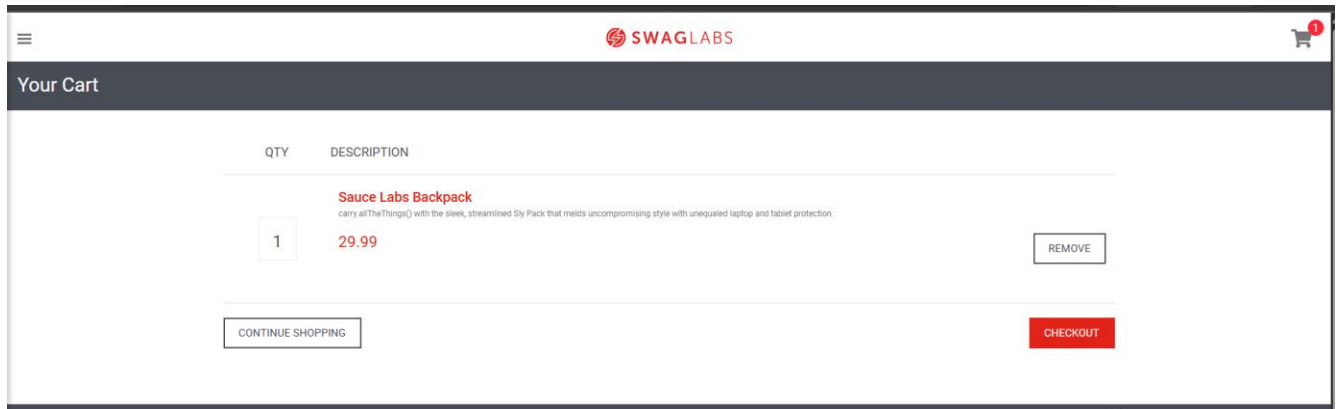 SWAGLABS
1
Your Cart
QTY DESCRIPTION
Sauce Labs Backpack
carry.allTheThings() with the sleek, streamlined Sly Pack that melds uncompromising style with unequaled laptop and tablet protection.
1
29.99
REMOVE
CONTINUE SHOPPING
CHECKOUT